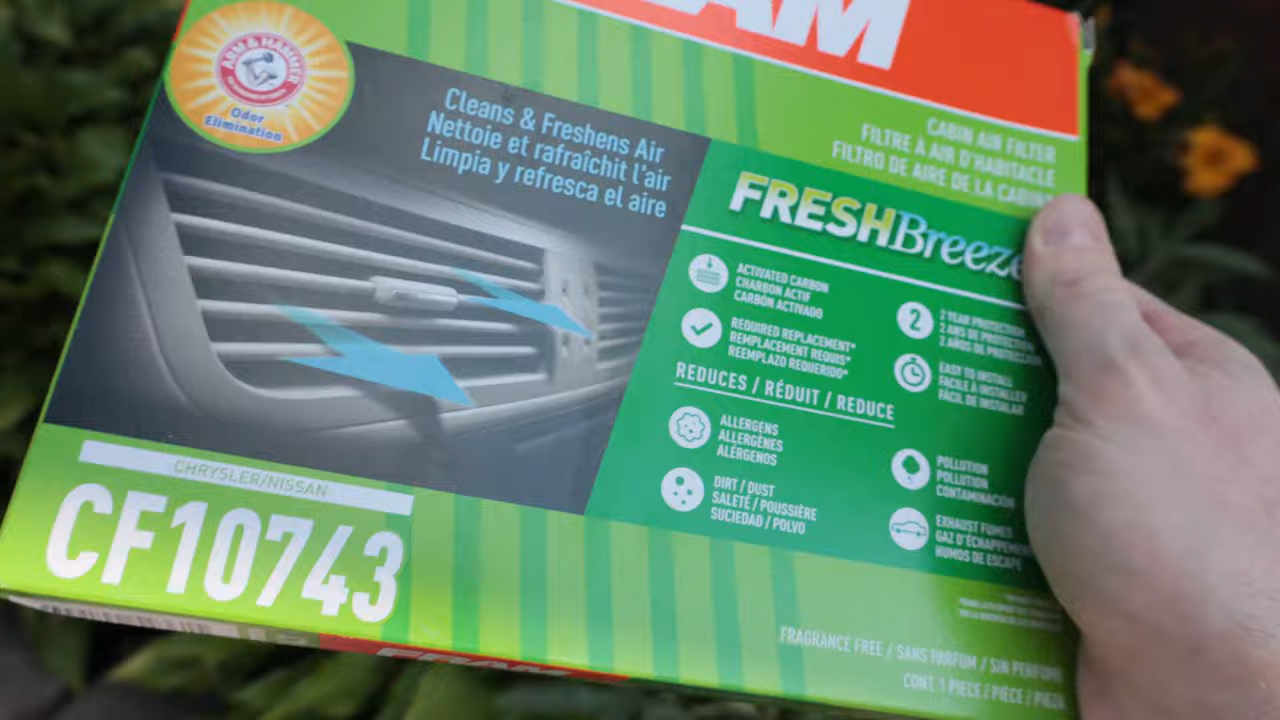 FRAM
ARM & HAMMER
Odor
Elimination
Cleans & Freshens Air
Nettoie et rafraîchit l'air
Limpia y refresca el aire
CABIN AIR FILTER
FILTRE À AIR D'HABITACLE
FILTRO DE AIRE DE LA CABINA
FRESHBreeze
ACTIVATED CARBON
CHARBON ACTIF
CARBÓN ACTIVADO
2
2 YEAR PROTECTION
2 ANS DE PROTECTION
2 AÑOS DE PROTECCIÓN
REQUIRED REPLACEMENT*
REMPLACEMENT REQUIS*
REEMPLAZO REQUERIDO*
EASY TO INSTALL
FACILE À INSTALLER
FÁCIL DE INSTALAR
REDUCES / RÉDUIT / REDUCE
ALLERGENS
ALLERGÈNES
ALÉRGENOS
POLLUTION
POLLUTION
CONTAMINACIÓN
DIRT / DUST
SALETÉ / POUSSIÈRE
SUCIEDAD / POLVO
EXHAUST FUMES
GAZ D'ÉCHAPPEMENT
HUMOS DE ESCAPE
CHRYSLER/NISSAN
CF10743
FRAGRANCE FREE / SANS PARFUM / SIN PERFUME
CONT. 1 PIECE / PIÈCE / PIEZA
FRAM